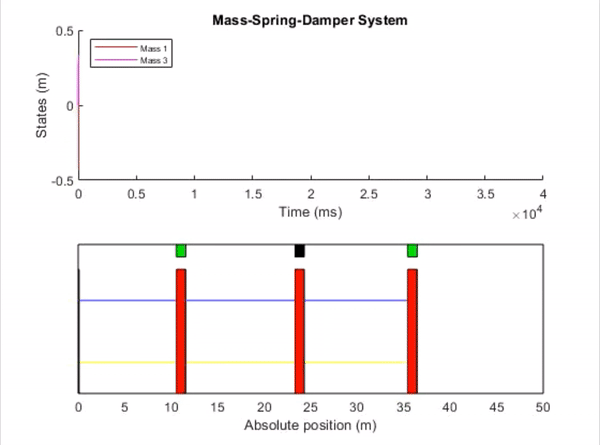 Mass-Spring-Damper System
0.5
Mass 1
Mass 3
States (m)
0
-0.5
0 0.5 1 1.5 2 2.5 3 3.5 4
Time (ms)
×10⁴
0 5 10 15 20 25 30 35 40 45 50
Absolute position (m)